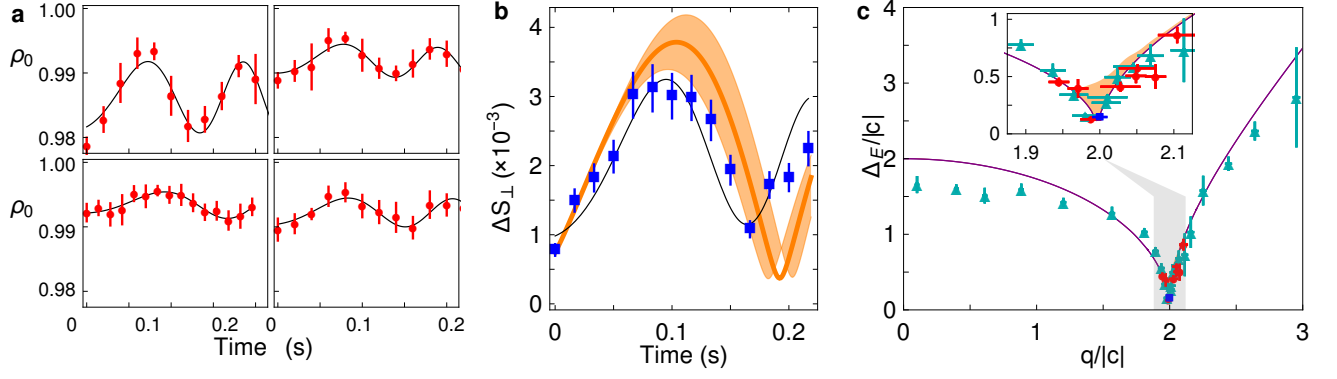 a
1.00
ρ0
0.99
0.98
1.00
ρ0
0.99
0.98
0 0.1 0.2 0 0.1 0.2
Time (s)
b
ΔS⊥ (×10−3)
4
3
2
1
0
0 0.1 0.2
Time (s)
c
ΔE/|c|
4
3
2
1
0
0 1 2 3
q/|c|
1
0.5
0
1.9 2.0 2.1